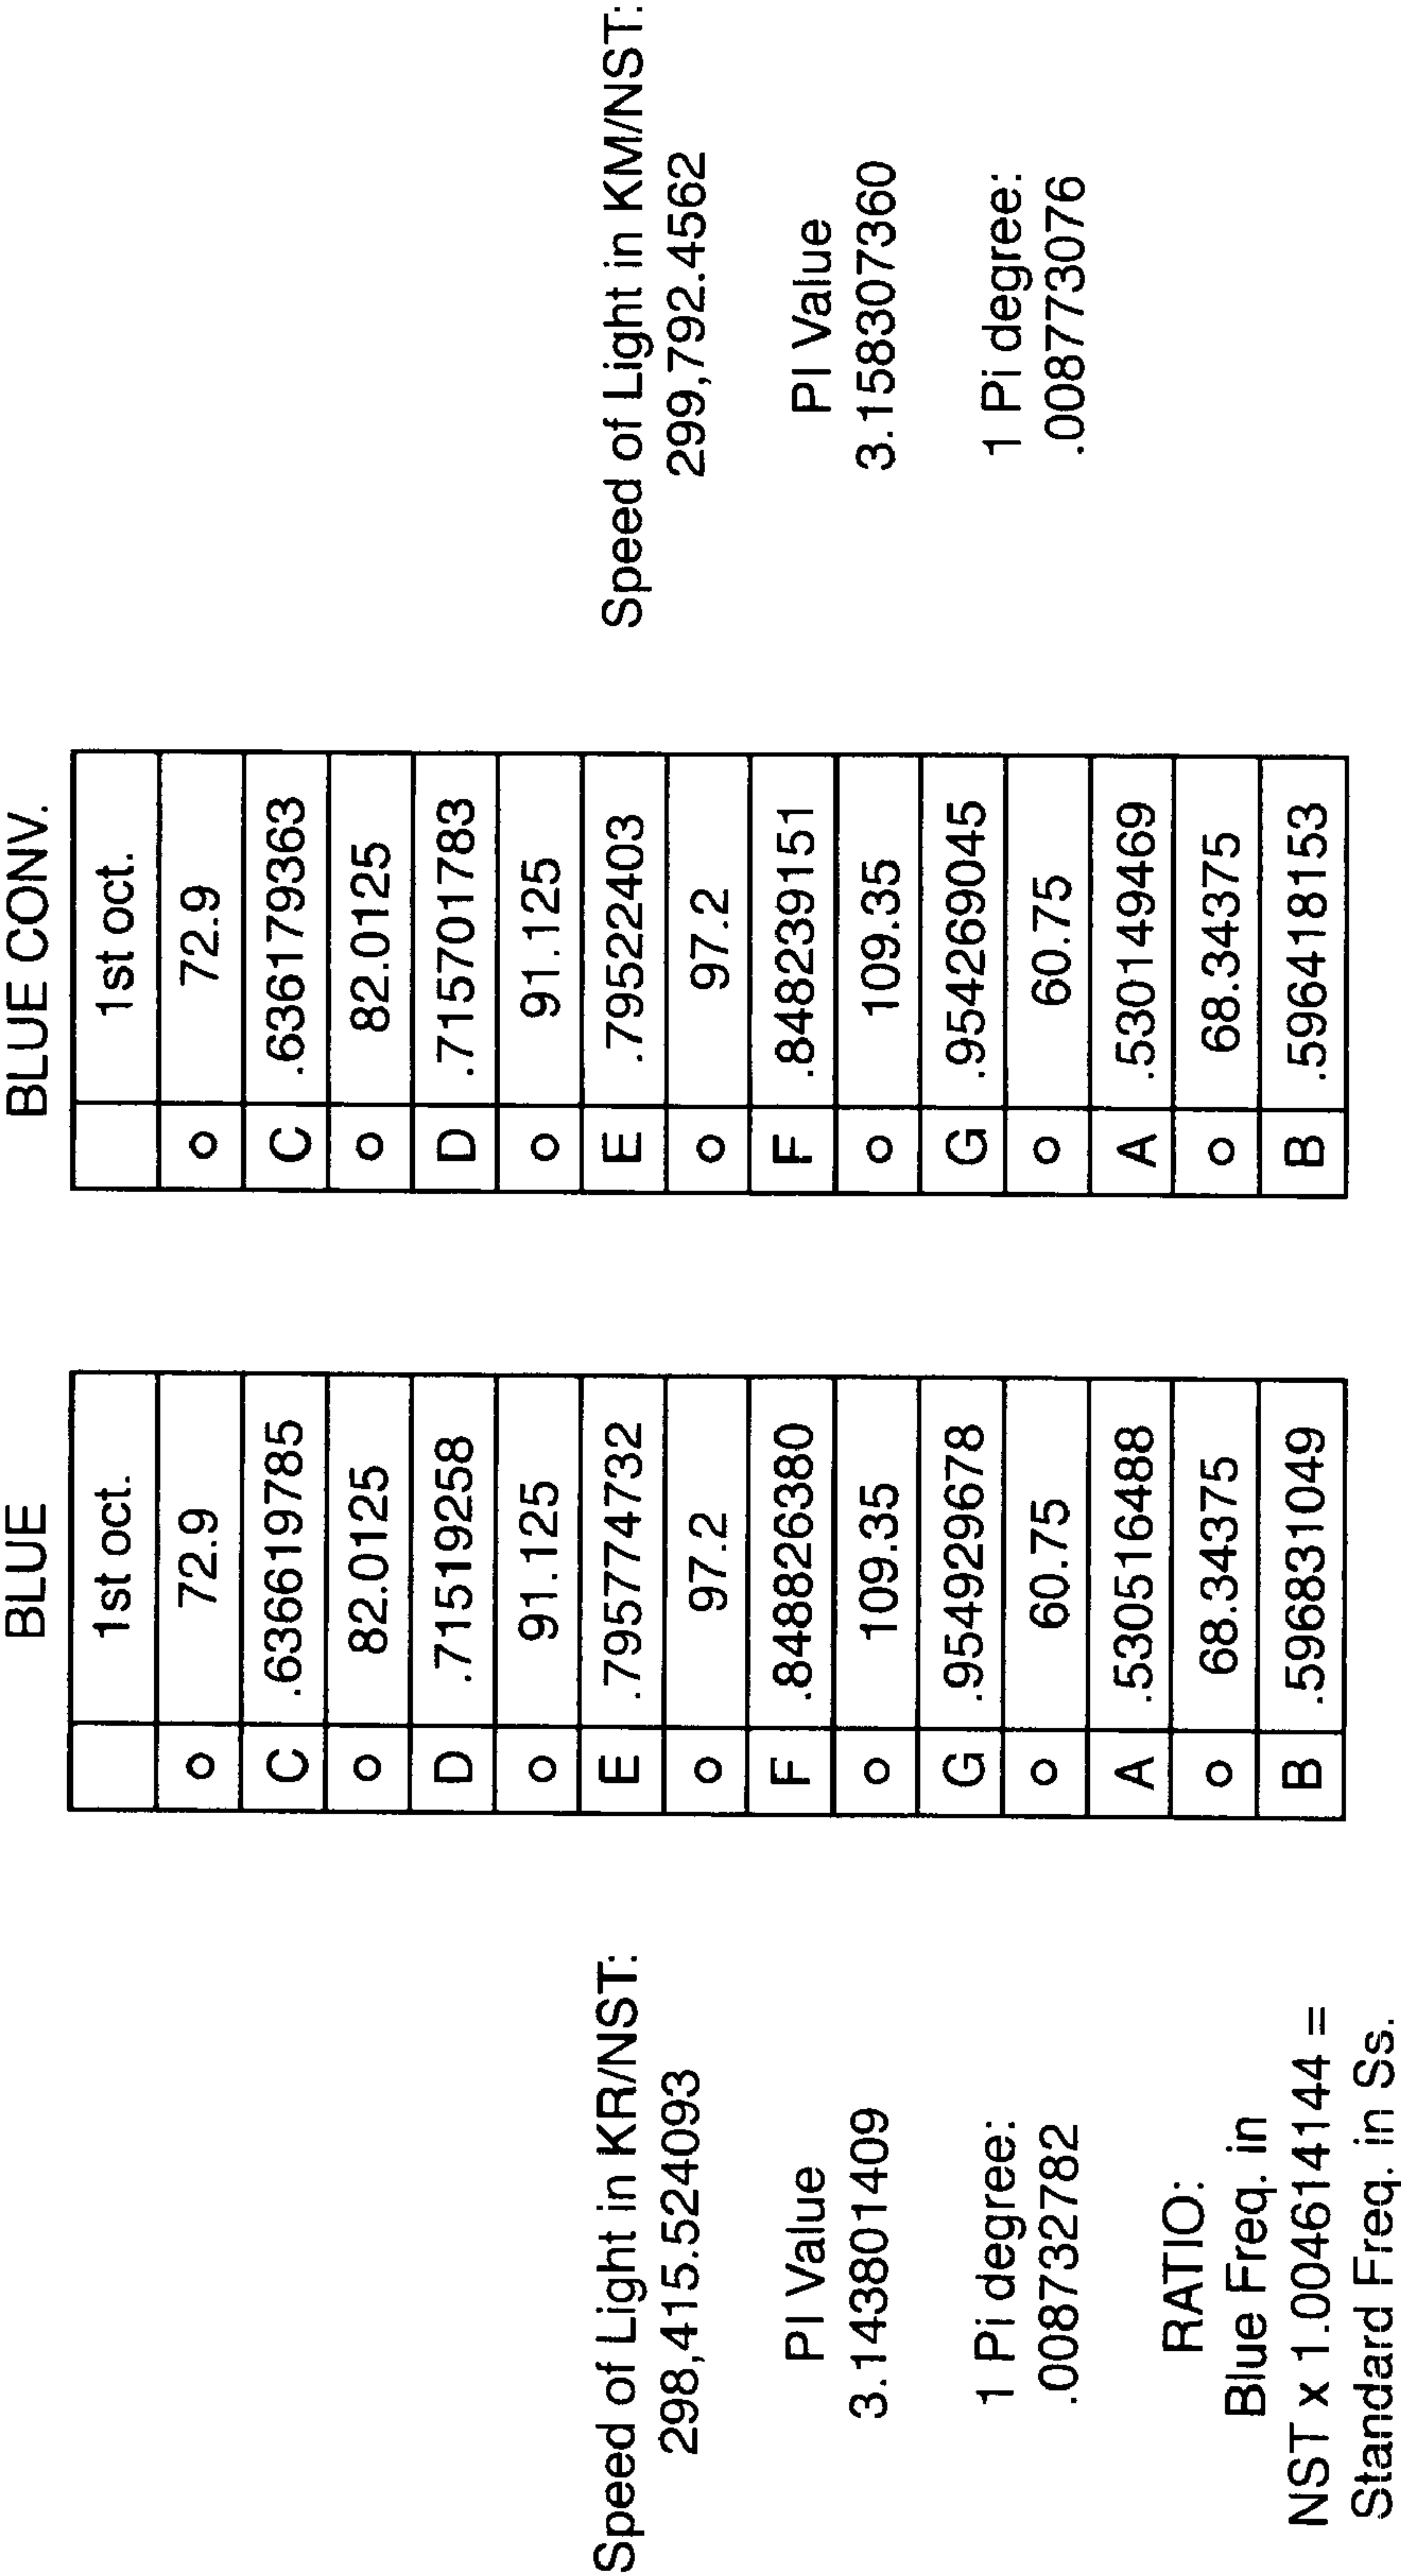 BLUE
1st oct.
o 72.9
C .636619785
o 82.0125
D .71519258
o 91.125
E .795774732
o 97.2
F .848826380
o 109.35
G .954929678
o 60.75
A .530516488
o 68.34375
B .596831049
BLUE CONV.
1st oct.
o 72.9
C .636179363
o 82.0125
D .715701783
o 91.125
E .79522403
o 97.2
F .848239151
o 109.35
G .954269045
o 60.75
A .530149469
o 68.34375
B .596418153
Speed of Light in KR/NST:
298,415.524093
PI Value
3.143801409
1 Pi degree:
.008732782
RATIO:
Blue Freq. in
NST x 1.004614144 =
Standard Freq. in Ss.
Speed of Light in KM/NST:
299,792.4562
PI Value
3.158307360
1 Pi degree:
.008773076